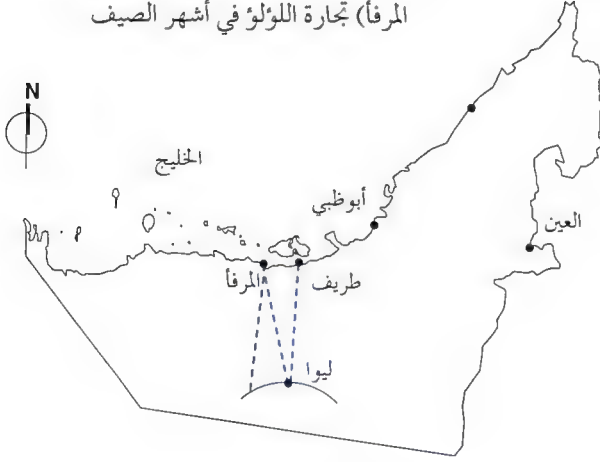 المرفأ) تجارة اللؤلؤ في أشهر الصيف
N
الخليج
أبوظبي
العين
المرفأ
طريف
ليوا